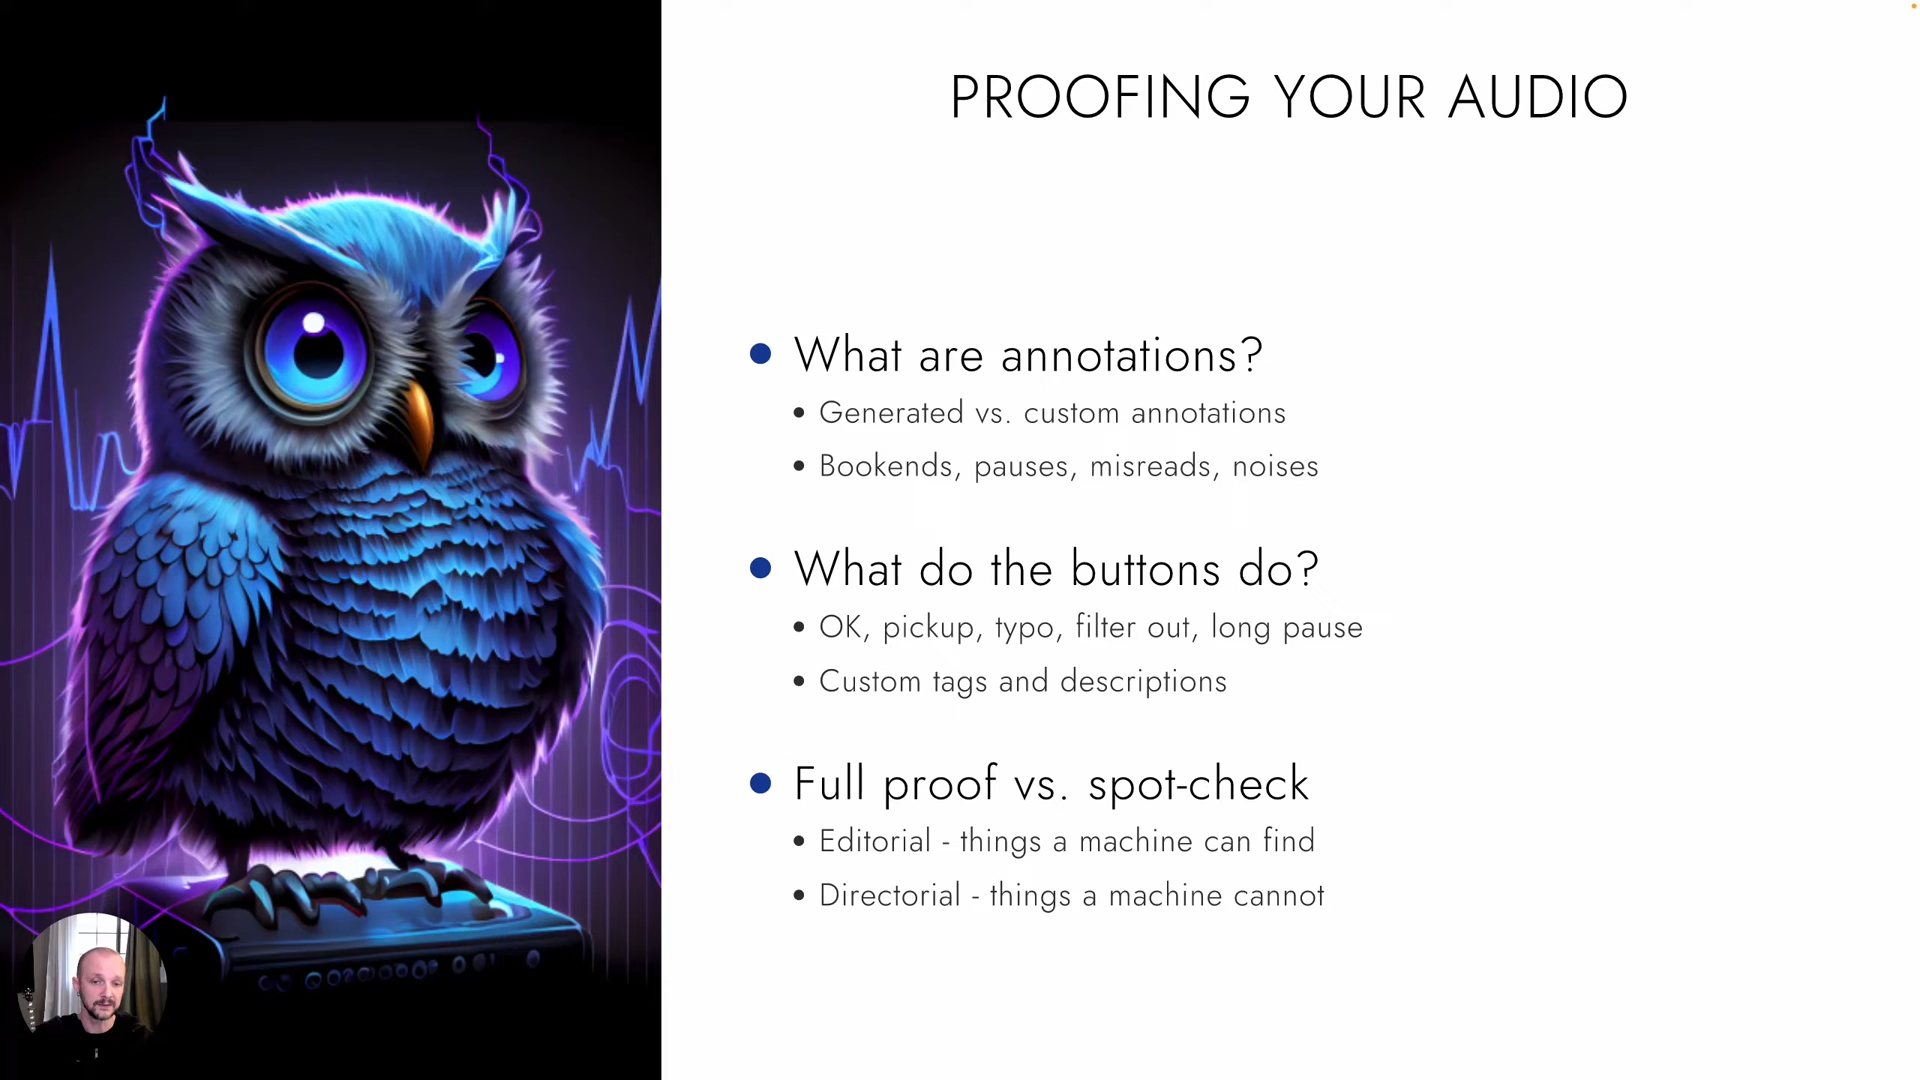 PROOFING YOUR AUDIO
What are annotations?
Generated vs. custom annotations
Bookends, pauses, misreads, noises
What do the buttons do?
OK, pickup, typo, filter out, long pause
Custom tags and descriptions
Full proof vs. spot-check
Editorial - things a machine can find
Directorial - things a machine cannot